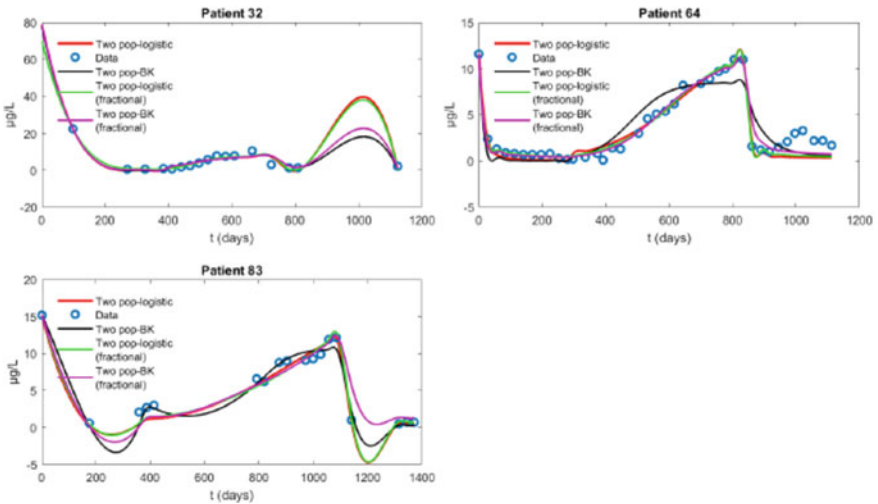 Patient 32
80
60
40
20
0
-20
0
200
400
600
800
1000
1200
µg/L
t (days)
Two pop-logistic
Data
Two pop-BK
Two pop-logistic
(fractional)
Two pop-BK
(fractional)
Patient 64
15
10
5
0
-5
0
200
400
600
800
1000
1200
µg/L
t (days)
Two pop-logistic
Data
Two pop-BK
Two pop-logistic
(fractional)
Two pop-BK
(fractional)
Patient 83
20
15
10
5
0
-5
0
200
400
600
800
1000
1200
1400
µg/L
t (days)
Two pop-logistic
Data
Two pop-BK
Two pop-logistic
(fractional)
Two pop-BK
(fractional)